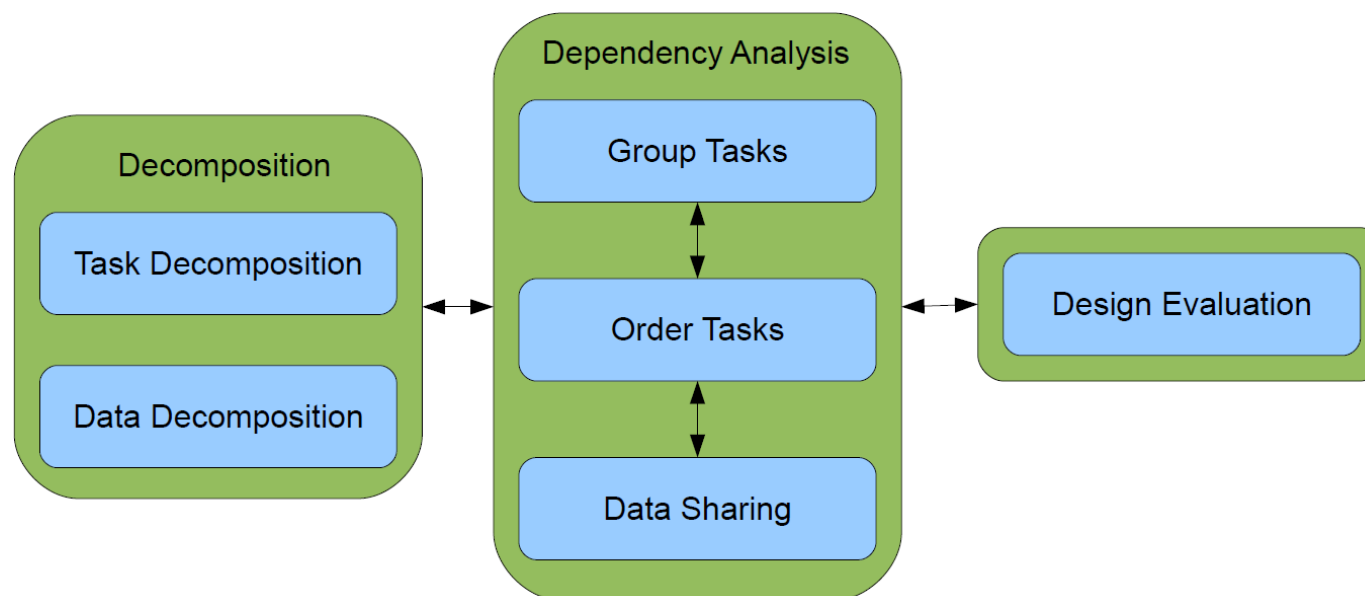 Decomposition
Task Decomposition
Data Decomposition
Dependency Analysis
Group Tasks
Order Tasks
Data Sharing
Design Evaluation